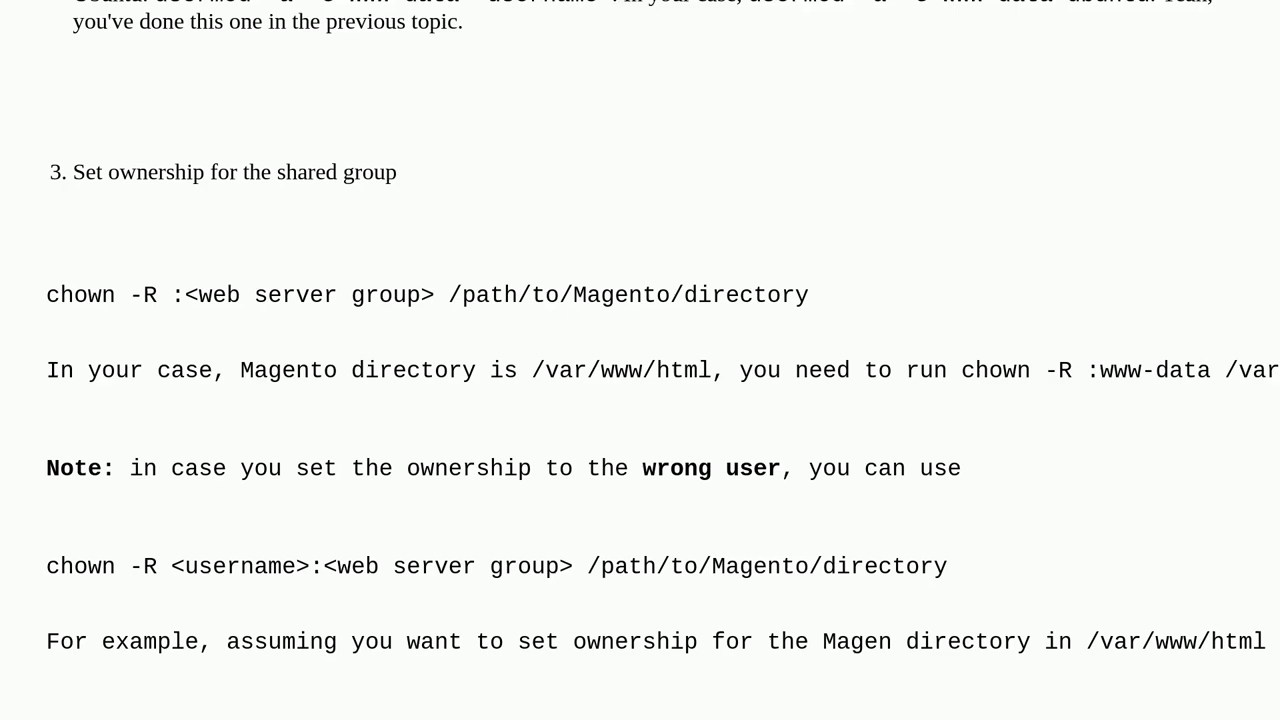 you've done this one in the previous topic.
3. Set ownership for the shared group
chown -R :<web server group> /path/to/Magento/directory
In your case, Magento directory is /var/www/html, you need to run chown -R :www-data /var
Note: in case you set the ownership to the wrong user, you can use
chown -R <username>:<web server group> /path/to/Magento/directory
For example, assuming you want to set ownership for the Magen directory in /var/www/html